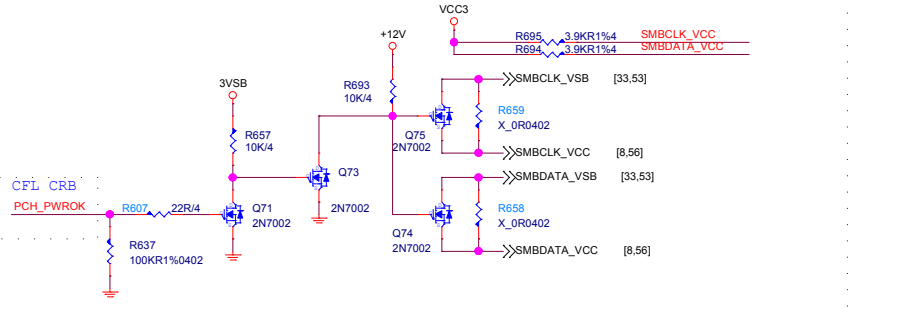 VCC3
+12V
R695 3.9KR1%4 SMBCLK_VCC
R694 3.9KR1%4 SMBDATA_VCC
3VSB
R693
10K/4
SMBCLK_VSB [33,53]
R659
X_0R0402
R657
10K/4
Q75
2N7002
SMBCLK_VCC [8,56]
Q73
2N7002
SMBDATA_VSB [33,53]
CFL CRB
PCH_PWROK
R607 22R/4
Q71
2N7002
R658
X_0R0402
Q74
2N7002
R637
100KR1%0402
SMBDATA_VCC [8,56]